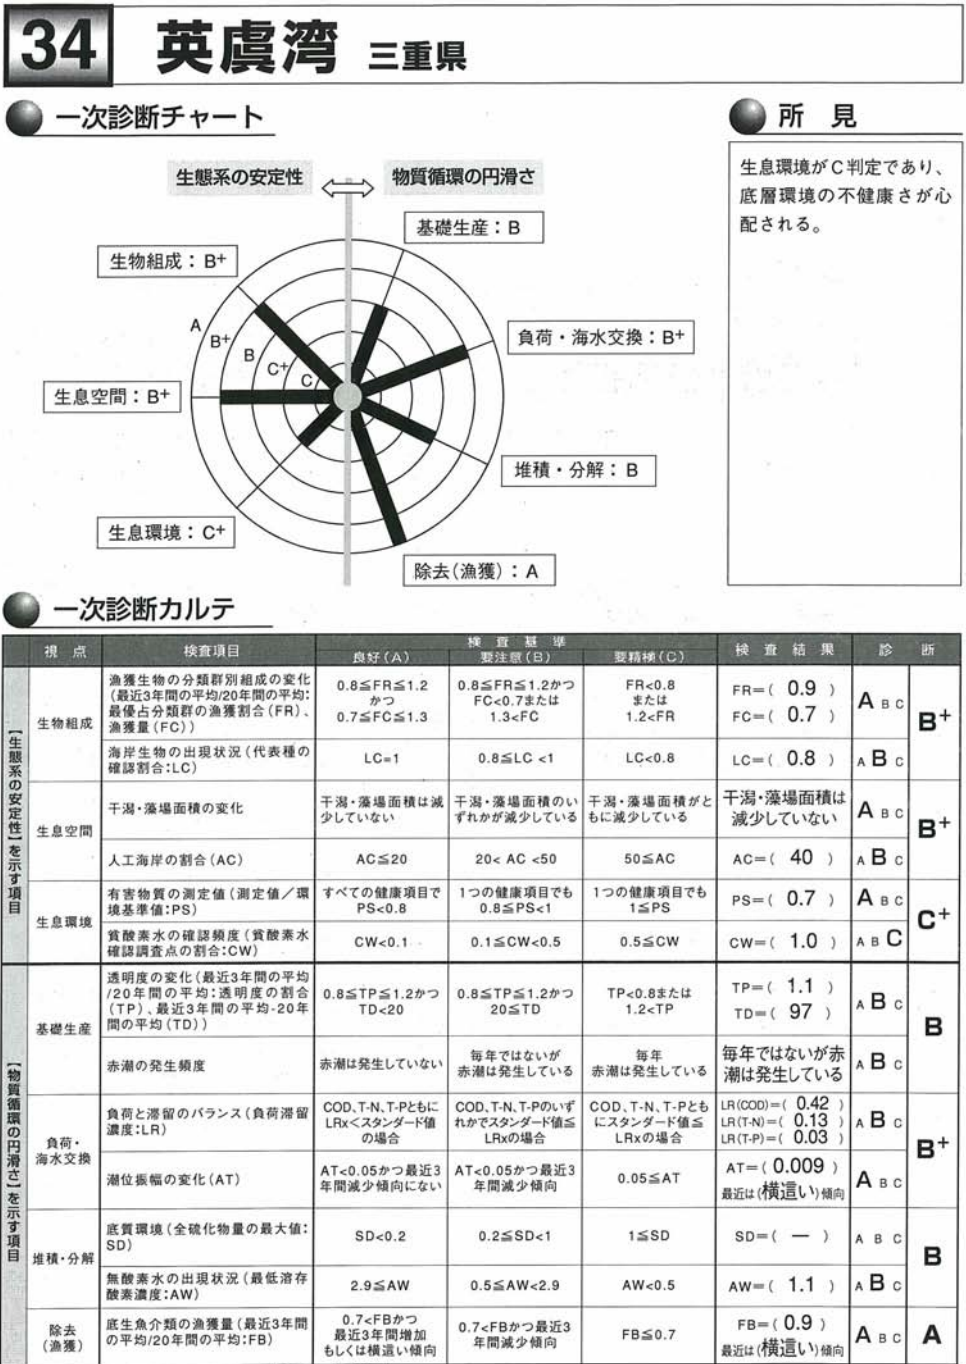 34 英虞湾 三重県
一次診断チャート
所 見
生息環境がC判定であり、
底層環境の不健康さが心
配される。
生態系の安定性
物質循環の円滑さ
基礎生産：B
生物組成：B+
負荷・海水交換：B+
A
B+
B
C+
C
生息空間：B+
堆積・分解：B
生息環境：C+
除去(漁獲)：A
一次診断カルテ
視 点
検査項目
検 査 基 準
良好(A)
要注意(B)
要精検(C)
検 査 結 果
診 断
【生態系の安定性】を示す項目
生物組成
漁獲生物の分類群別組成の変化
(最近3年間の平均/20年間の平均:
最優占分類群の漁獲割合(FR)、
漁獲量(FC))
0.8≦FR≦1.2
かつ
0.7≦FC≦1.3
0.8≦FR≦1.2かつ
FC<0.7または
1.3<FC
FR<0.8
または
1.2<FR
FR=( 0.9 )
FC=( 0.7 )
A B C
B+
海岸生物の出現状況(代表種の
確認割合:LC)
LC=1
0.8≦LC <1
LC<0.8
LC=( 0.8 )
A B C
生息空間
干潟・藻場面積の変化
干潟・藻場面積は減
少していない
干潟・藻場面積のい
ずれかが減少している
干潟・藻場面積がと
もに減少している
干潟・藻場面積は
減少していない
A B C
B+
人工海岸の割合(AC)
AC≦20
20< AC <50
50≦AC
AC=( 40 )
A B C
生息環境
有害物質の測定値(測定値／環
境基準値:PS)
すべての健康項目で
PS<0.8
1つの健康項目でも
0.8≦PS<1
1つの健康項目でも
1≦PS
PS=( 0.7 )
A B C
C+
貧酸素水の確認頻度(貧酸素水
確認調査点の割合:CW)
CW<0.1
0.1≦CW<0.5
0.5≦CW
CW=( 1.0 )
A B C
【物質循環の円滑さ】を示す項目
基礎生産
透明度の変化(最近3年間の平均
/20年間の平均:透明度の割合
(TP)、最近3年間の平均-20年
間の平均(TD))
0.8≦TP≦1.2かつ
TD<20
0.8≦TP≦1.2かつ
20≦TD
TP<0.8または
1.2<TP
TP=( 1.1 )
TD=( 97 )
A B C
B
赤潮の発生頻度
赤潮は発生していない
毎年ではないが
赤潮は発生している
毎年
赤潮は発生している
毎年ではないが赤
潮は発生している
A B C
負荷・
海水交換
負荷と滞留のバランス(負荷滞留
濃度:LR)
COD、T-N、T-Pともに
LRx<スタンダード値
の場合
COD、T-N、T-Pのいず
れかでスタンダード値≦
LRxの場合
COD、T-N、T-Pとも
にスタンダード値≦
LRxの場合
LR(COD)=( 0.42 )
LR(T-N)=( 0.13 )
LR(T-P)=( 0.03 )
A B C
B+
潮位振幅の変化(AT)
AT<0.05かつ最近3
年間減少傾向にない
AT<0.05かつ最近3
年間減少傾向
0.05≦AT
AT=( 0.009 )
最近は(横這い)傾向
A B C
堆積・分解
底質環境(全硫化物量の最大値:
SD)
SD<0.2
0.2≦SD<1
1≦SD
SD=( ― )
A B C
B
無酸素水の出現状況(最低溶存
酸素濃度:AW)
2.9≦AW
0.5≦AW<2.9
AW<0.5
AW=( 1.1 )
A B C
除去
(漁獲)
底生魚介類の漁獲量(最近3年間
の平均/20年間の平均:FB)
0.7<FBかつ
最近3年間増加
もしくは横這い傾向
0.7<FBかつ最近3
年間減少傾向
FB≦0.7
FB=( 0.9 )
最近は(横這い)傾向
A B C
A